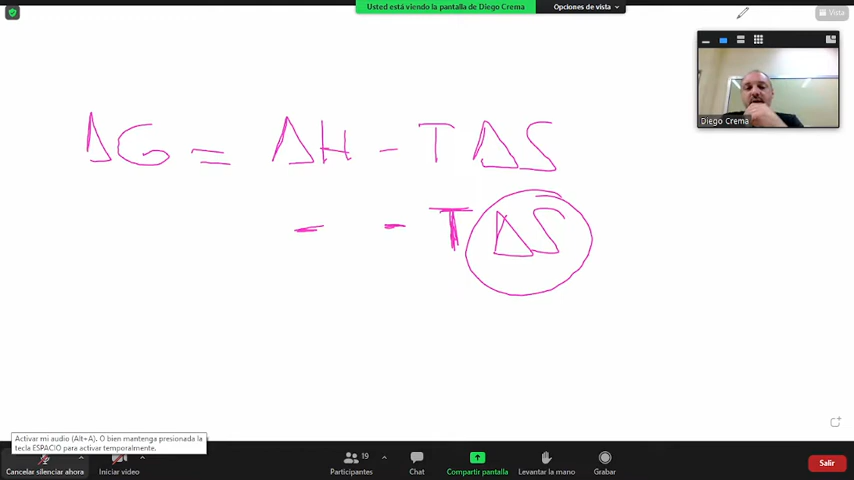 Usted está viendo la pantalla de Diego Crema
Opciones de vista
Vista
Diego Crema
ΔG = ΔH - TΔS
- - TΔS
Activar mi audio (Alt+A). O bien mantenga presionada la
tecla ESPACIO para activar temporalmente.
19
Cancelar silenciar ahora
Iniciar video
Participantes
Chat
Compartir pantalla
Levantar la mano
Grabar
Salir